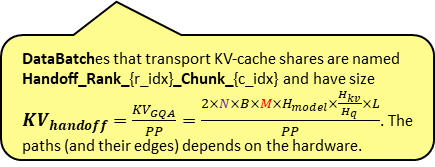 DataBatches that transport KV-cache shares are named
Handoff_Rank_{r_idx}_Chunk_{c_idx} and have size
KV_handoff = KV_GQA / PP = (2×N×B×M×H_model×(H_kv/H_q)×L) / PP. The
paths (and their edges) depends on the hardware.